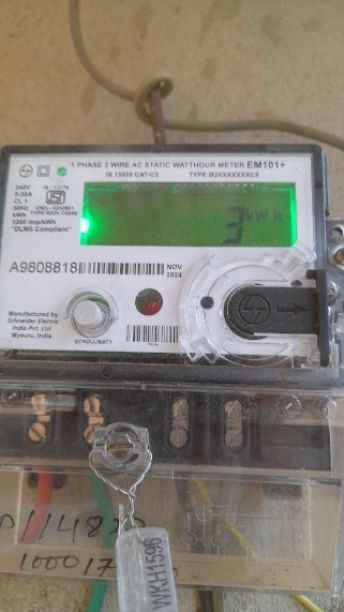 1 PHASE 2 WIRE AC STATIC WATTHOUR METER EM101+
IS 15959 CAT-C3 TYPE:B2XXXXXXXC5
240V
5-30A
CL 1
50Hz
kWh
3200 imp/kWh
"DLMS Compliant"
3 kWh
A9808818
NOV
2024
Manufactured by
Schneider Electric
India Pvt. Ltd
Mysuru, India
SCROLL/BATT
WKH1596